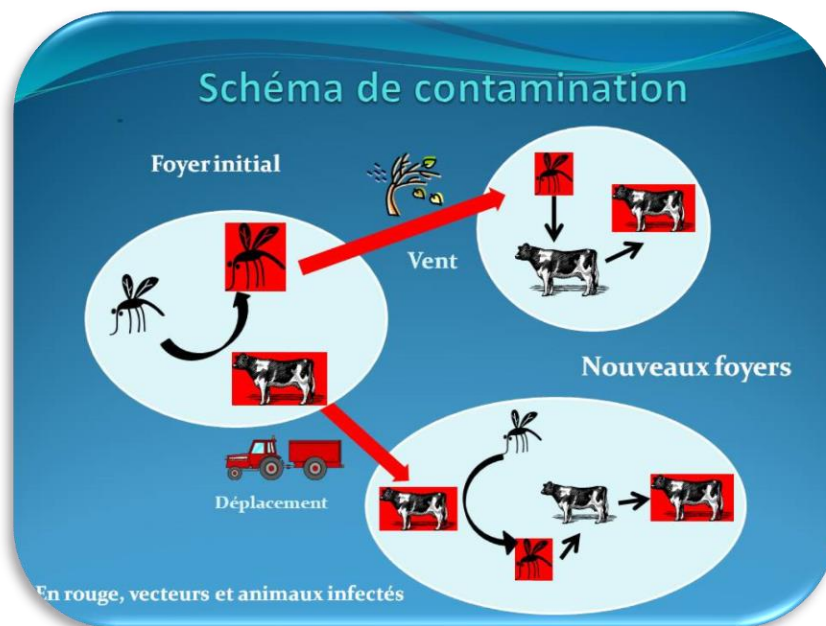 Schéma de contamination
Foyer initial
Vent
Nouveaux foyers
Déplacement
En rouge, vecteurs et animaux infectés